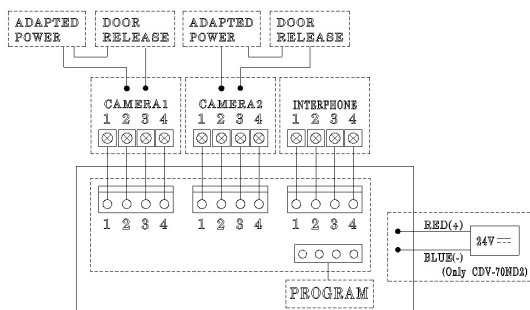 ADAPTED POWER
DOOR RELEASE
ADAPTED POWER
DOOR RELEASE
CAMERA1
1 2 3 4
CAMERA2
1 2 3 4
INTERPHONE
1 2 3 4
1 2 3 4
1 2 3 4
1 2 3 4
RED(+)
24V
BLUE(-)
(Only CDV-70ND2)
PROGRAM